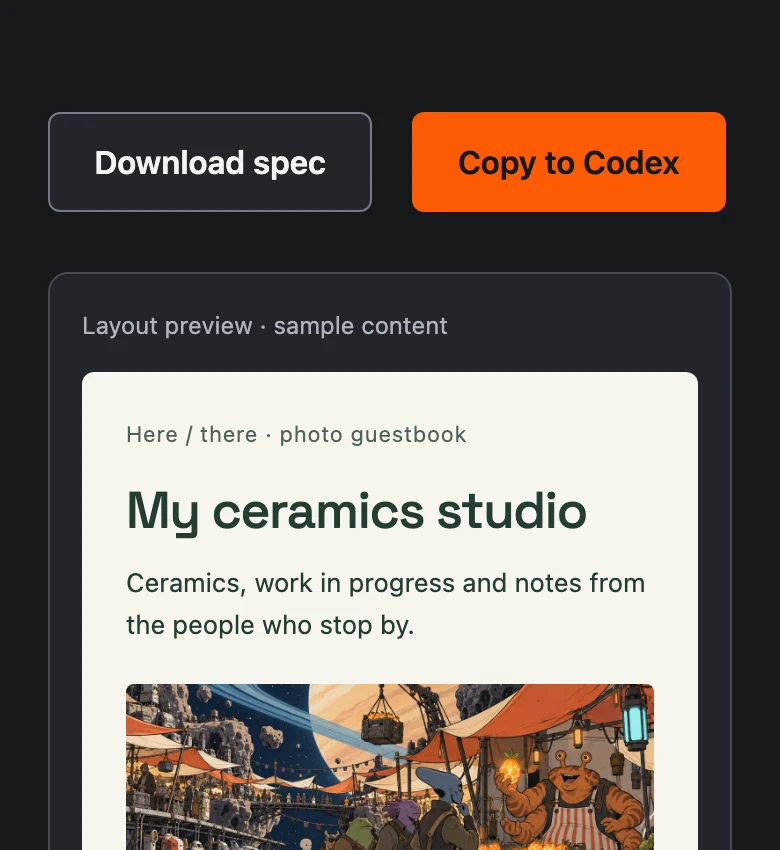 Download spec
Copy to Codex
Layout preview · sample content
Here / there · photo guestbook
My ceramics studio
Ceramics, work in progress and notes from
the people who stop by.